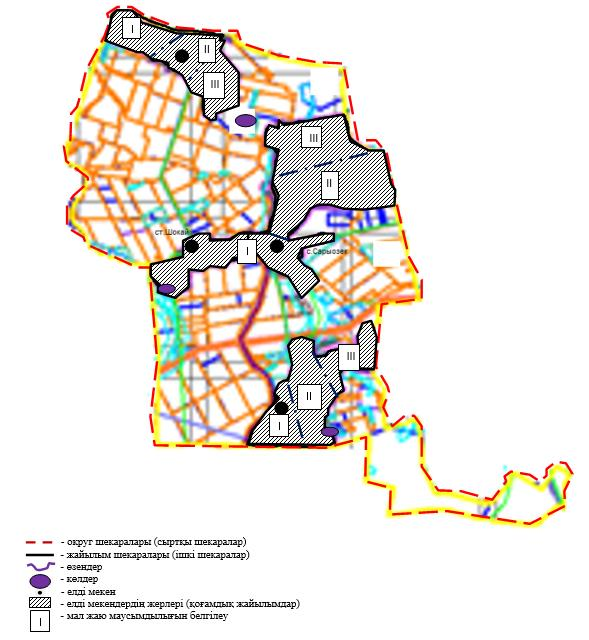 I
II
III
III
II
ст.Шокай
I
с.Сарыозек
III
II
I
- округ шекаралары (сыртқы шекаралар)
- жайылым шекаралары (ішкі шекаралар)
- өзендер
- көлдер
- елді мекен
- елді мекендердің жерлері (қоғамдық жайылымдар)
I - мал жаю маусымдылығын белгілеу